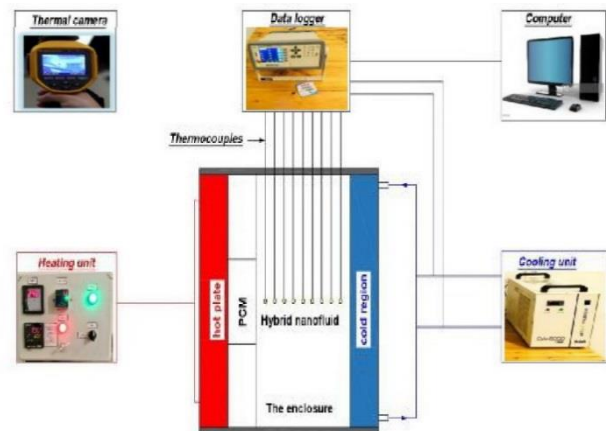 Thermal camera
Data logger
Computer
Thermocouples
Heating unit
Cooling unit
hot plate
PCM
Hybrid nanofluid
cold region
The enclosure